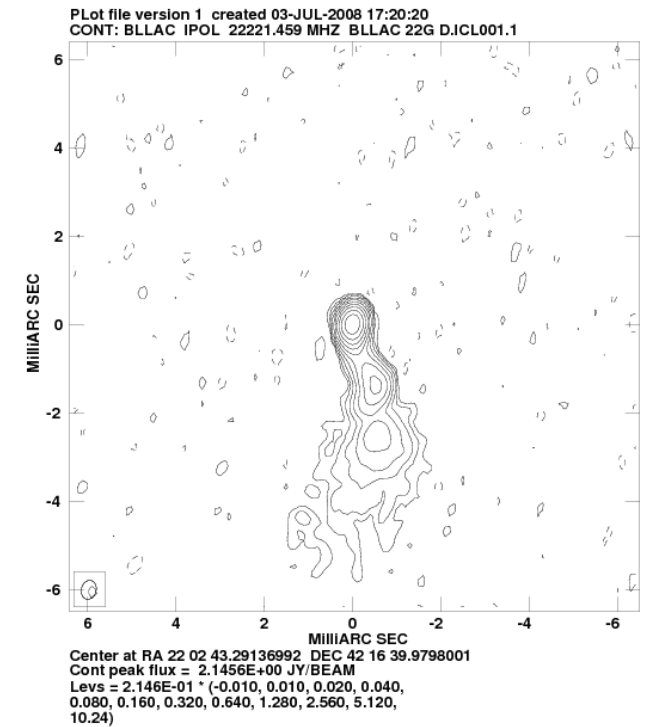 PLot file version 1 created 03-JUL-2008 17:20:20
CONT: BLLAC IPOL 22221.459 MHZ BLLAC 22G D.ICL001.1
6
4
2
0
-2
-4
-6
MilliARC SEC
6 4 2 0 -2 -4 -6
MilliARC SEC
Center at RA 22 02 43.29136992 DEC 42 16 39.9798001
Cont peak flux = 2.1456E+00 JY/BEAM
Levs = 2.146E-01 * (-0.010, 0.010, 0.020, 0.040,
0.080, 0.160, 0.320, 0.640, 1.280, 2.560, 5.120,
10.24)